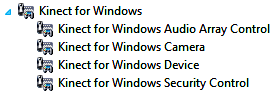 Kinect for Windows
Kinect for Windows Audio Array Control
Kinect for Windows Camera
Kinect for Windows Device
Kinect for Windows Security Control